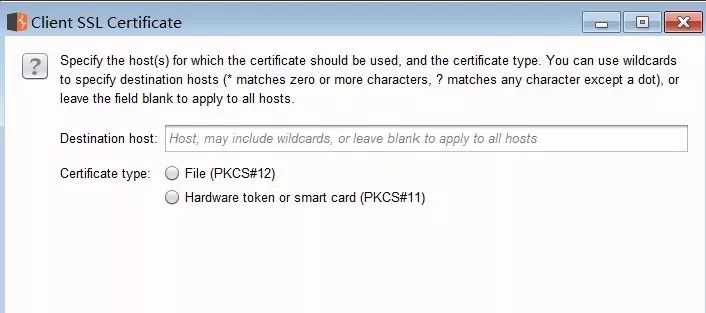 Client SSL Certificate
Specify the host(s) for which the certificate should be used, and the certificate type. You can use wildcards
to specify destination hosts (* matches zero or more characters, ? matches any character except a dot), or
leave the field blank to apply to all hosts.
Destination host: Host, may include wildcards, or leave blank to apply to all hosts
Certificate type: File (PKCS#12)
Hardware token or smart card (PKCS#11)